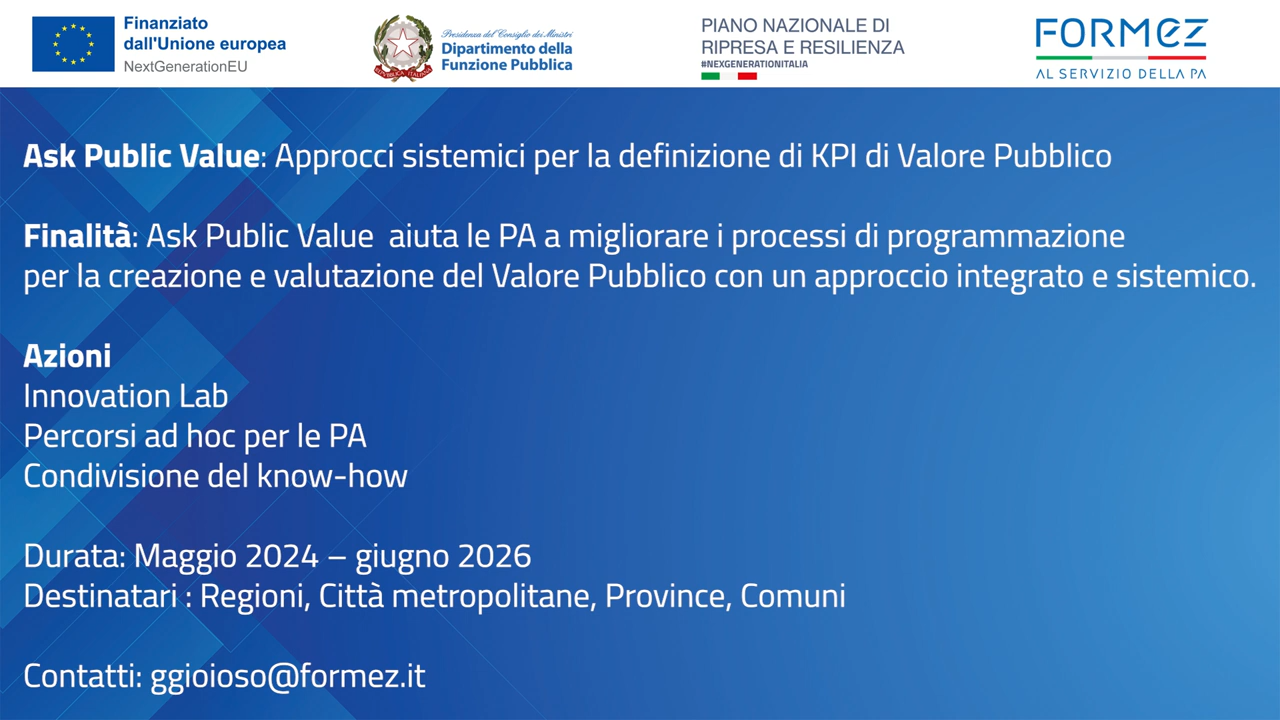 Finanziato
dall'Unione europea
NextGenerationEU
Presidenza del Consiglio dei Ministri
Dipartimento della
Funzione Pubblica
REPVBBLICA ITALIANA
PIANO NAZIONALE DI
RIPRESA E RESILIENZA
#NEXTGENERATIONITALIA
FORMEZ
AL SERVIZIO DELLA PA
Ask Public Value: Approcci sistemici per la definizione di KPI di Valore Pubblico
Finalità: Ask Public Value  aiuta le PA a migliorare i processi di programmazione
per la creazione e valutazione del Valore Pubblico con un approccio integrato e sistemico.
Azioni
Innovation Lab
Percorsi ad hoc per le PA
Condivisione del know-how
Durata: Maggio 2024 – giugno 2026
Destinatari : Regioni, Città metropolitane, Province, Comuni
Contatti: ggioioso@formez.it